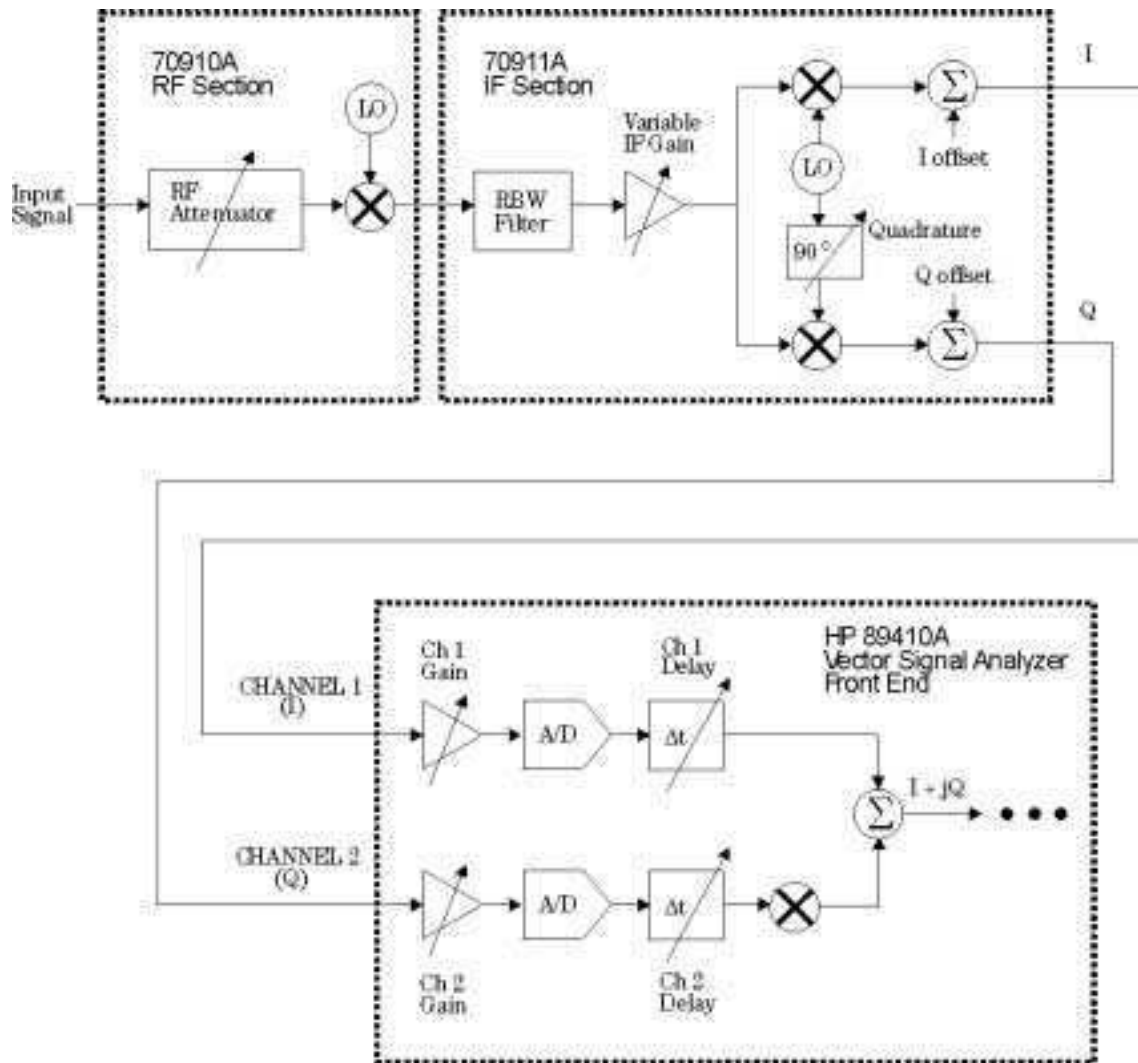 70910A
RF Section
LO
Input
Signal
RF
Attenuator
70911A
IF Section
RBW
Filter
Variable
IF Gain
LO
90°
Quadrature
Σ
I offset
Q offset
Σ
I
Q
HP 89410A
Vector Signal Analyzer
Front End
CHANNEL 1
(I)
Ch 1
Gain
A/D
Ch 1
Delay
Δt
Σ
CHANNEL 2
(Q)
A/D
Δt
Ch 2
Gain
Ch 2
Delay